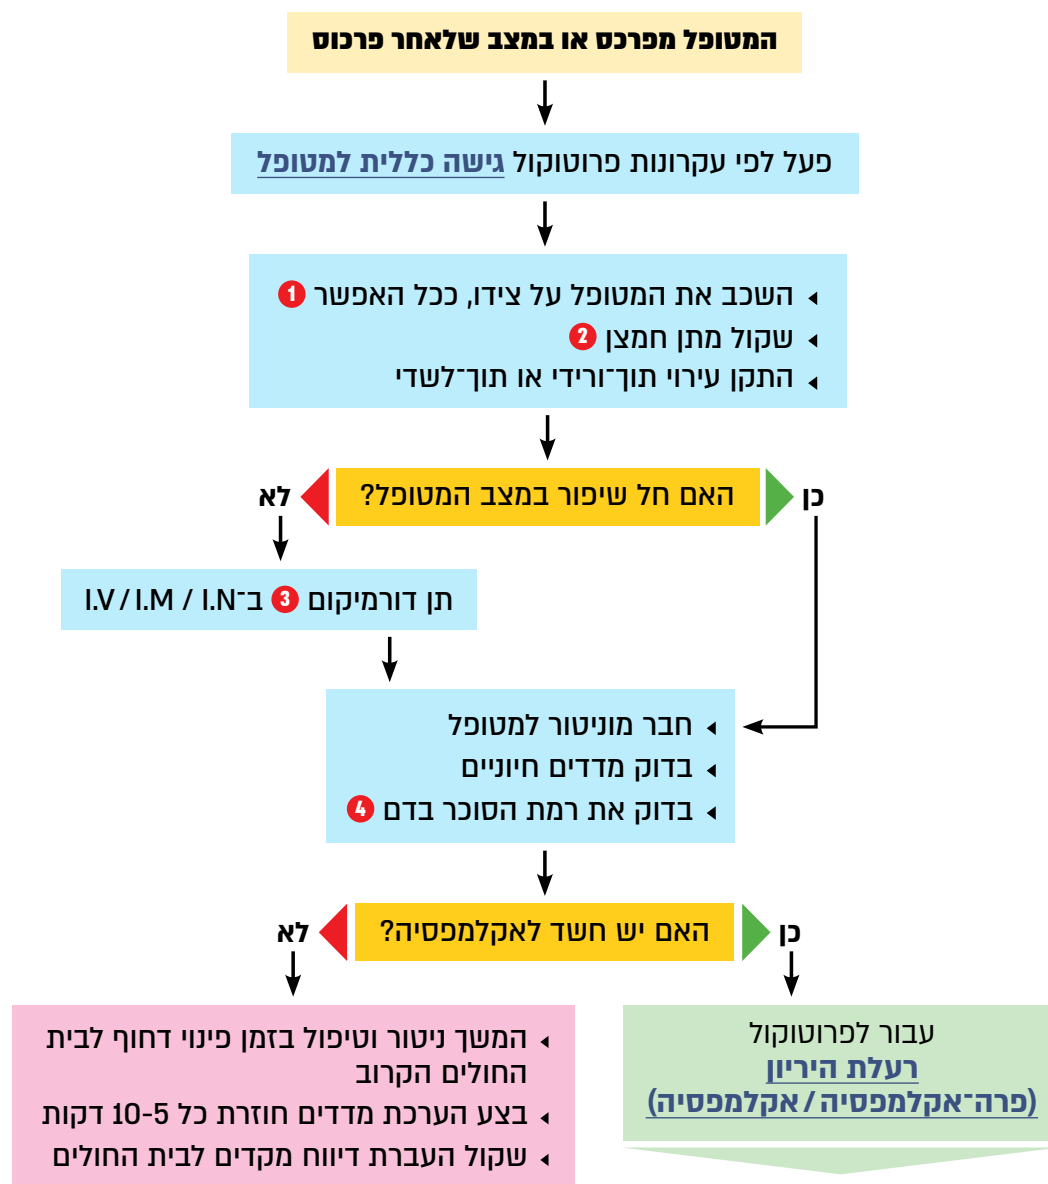 המטופל מפרכס או במצב שלאחר פרכוס
פעל לפי עקרונות פרוטוקול גישה כללית למטופל
השכב את המטופל על צידו, ככל האפשר 1
שקול מתן חמצן 2
התקן עירוי תוך־ורידי או תוך־לשדי
כן
האם חל שיפור במצב המטופל?
לא
תן דורמיקום 3 ב־I.V / I.M / I.N
חבר מוניטור למטופל
בדוק מדדים חיוניים
בדוק את רמת הסוכר בדם 4
כן
האם יש חשד לאקלמפסיה?
לא
עבור לפרוטוקול
רעלת היריון
(פרה־אקלמפסיה / אקלמפסיה)
המשך ניטור וטיפול בזמן פינוי דחוף לבית
החולים הקרוב
בצע הערכת מדדים חוזרת כל 10-5 דקות
שקול העברת דיווח מקדים לבית החולים